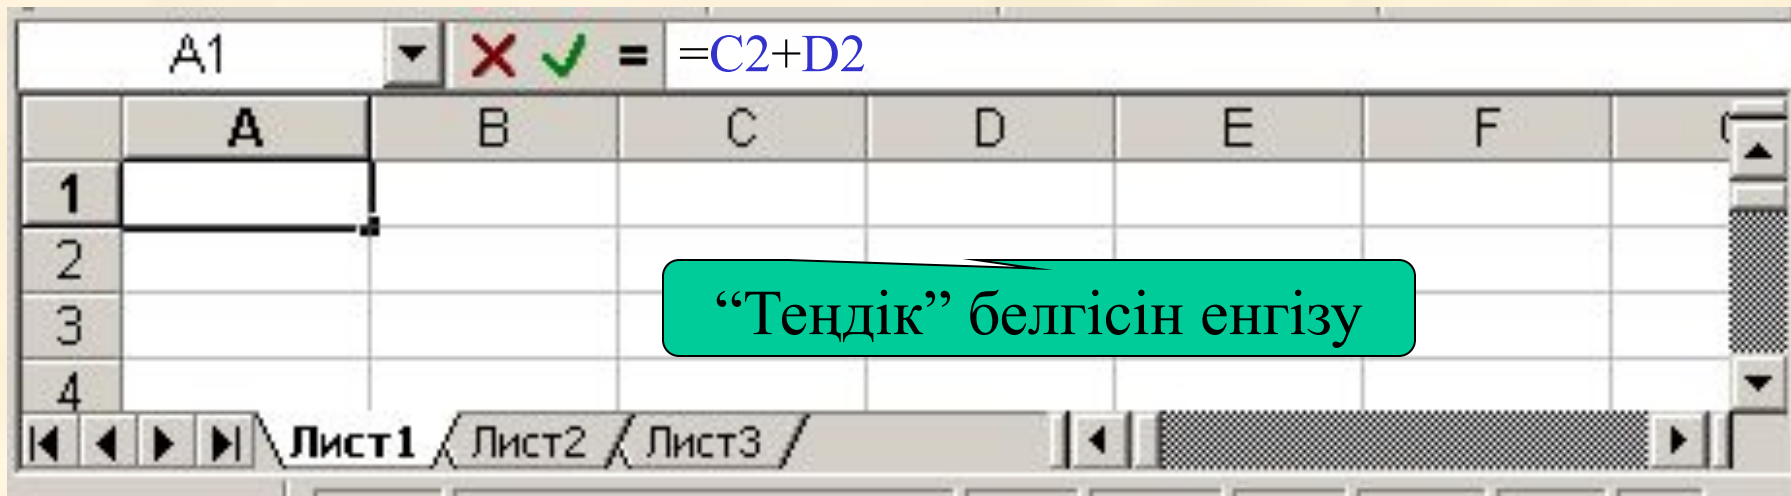 A1 = =C2+D2
A B C D E F
1
2
“Теңдік” белгісін енгізу
3
4
Лист1 Лист2 Лист3